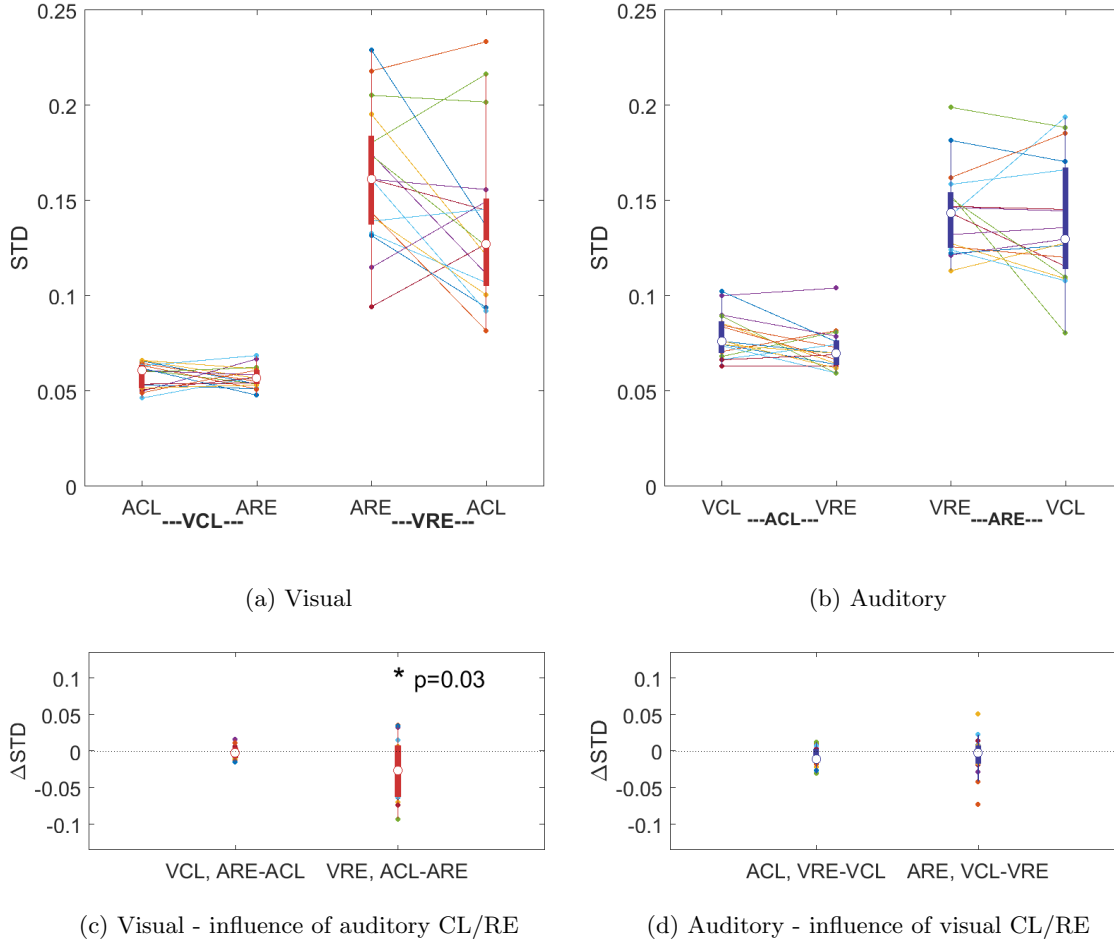 0.25
0.2
0.15
0.1
0.05
0
STD
ACL ARE ARE ACL
---VCL--- ---VRE---
(a) Visual
0.25
0.2
0.15
0.1
0.05
0
STD
VCL VRE VRE VCL
---ACL--- ---ARE---
(b) Auditory
0.1
0.05
0
-0.05
-0.1
ΔSTD
* p=0.03
VCL, ARE-ACL VRE, ACL-ARE
(c) Visual - influence of auditory CL/RE
0.1
0.05
0
-0.05
-0.1
ΔSTD
ACL, VRE-VCL ARE, VCL-VRE
(d) Auditory - influence of visual CL/RE